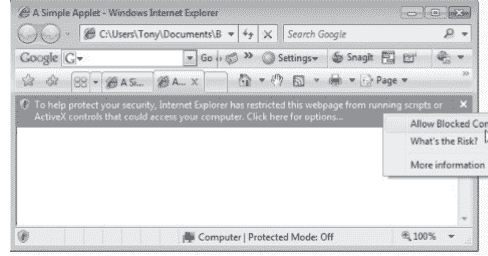 A Simple Applet - Windows Internet Explorer
C:\Users\Tony\Documents\B Search Google
Google G Go Settings Snagit
A Si... A... X Page
To help protect your security, Internet Explorer has restricted this webpage from running scripts or
ActiveX controls that could access your computer. Click here for options...
Allow Blocked Con
What's the Risk?
More information
Computer | Protected Mode: Off 100%